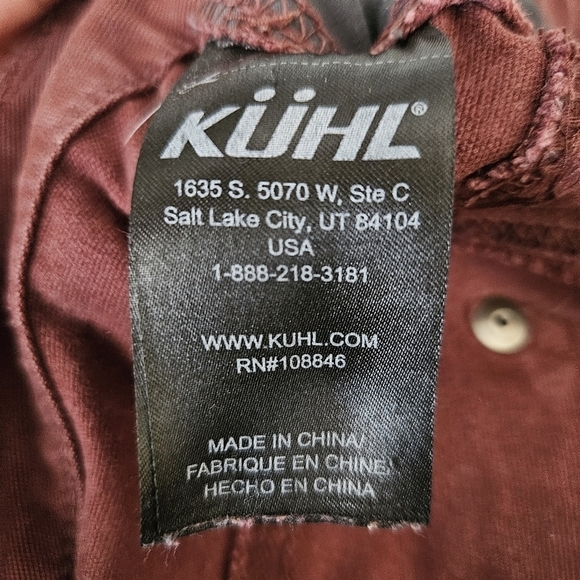 KÜHL®
1635 S. 5070 W, Ste C
Salt Lake City, UT 84104
USA
1-888-218-3181
WWW.KUHL.COM
RN#108846
MADE IN CHINA/
FABRIQUE EN CHINE/
HECHO EN CHINA